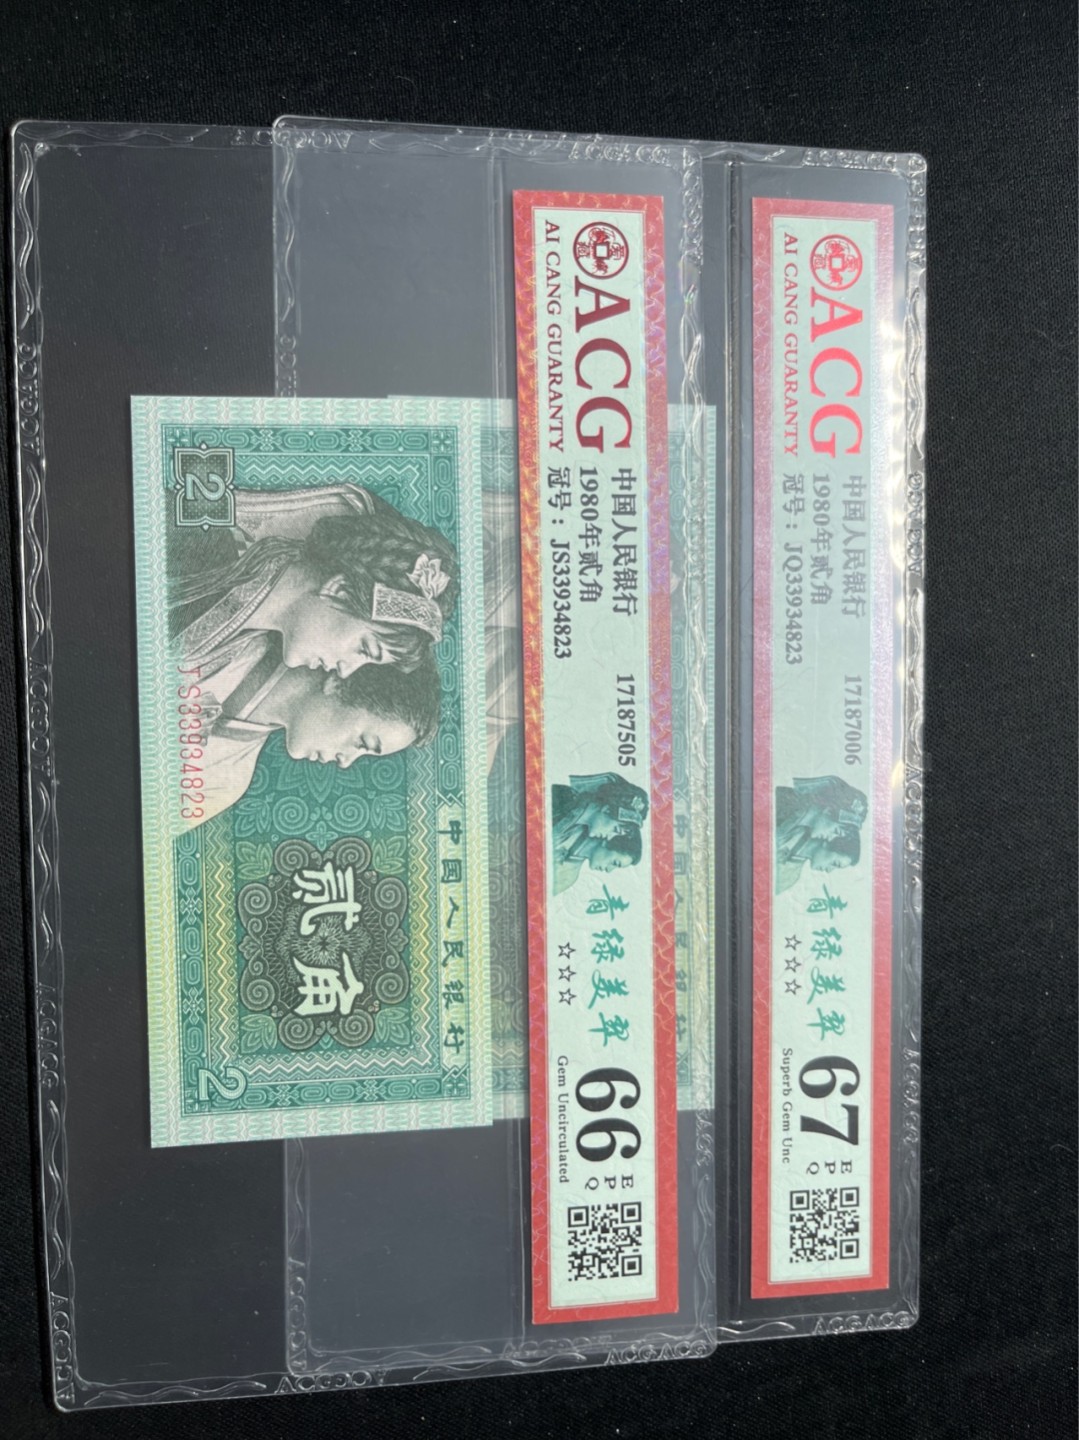 ACG
AI CANG GUARANTY
中国人民银行
1980年贰角
冠号：JQ33934823
17187006
青绿美翠
☆☆☆
67
EPQ
Superb Gem Unc
ACG
AI CANG GUARANTY
中国人民银行
1980年贰角
冠号：JS33934823
17187505
青绿美翠
☆☆☆
66
EPQ
Gem Uncirculated
中国人民银行
贰角
2
2
JS33934823